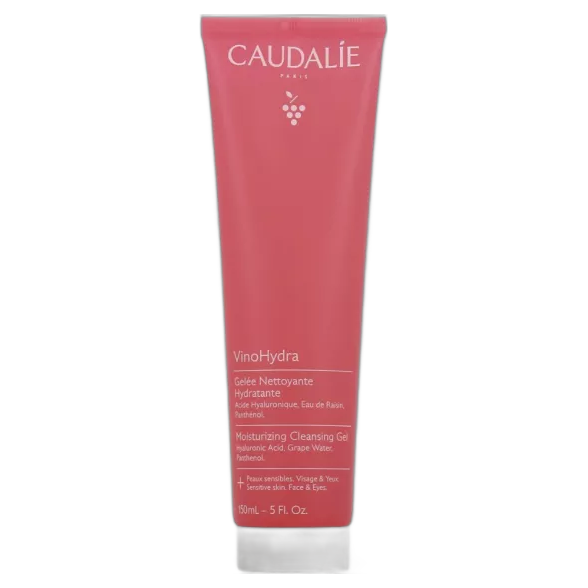 CAUDALÍE
PARIS
VinoHydra
Gelée Nettoyante
Hydratante
Acide Hyaluronique, Eau de Raisin,
Panthénol.
Moisturizing Cleansing Gel
Hyaluronic Acid, Grape Water,
Panthenol.
+ Peaux sensibles. Visage & Yeux.
Sensitive skin. Face & Eyes.
150mL – 5 Fl. Oz.